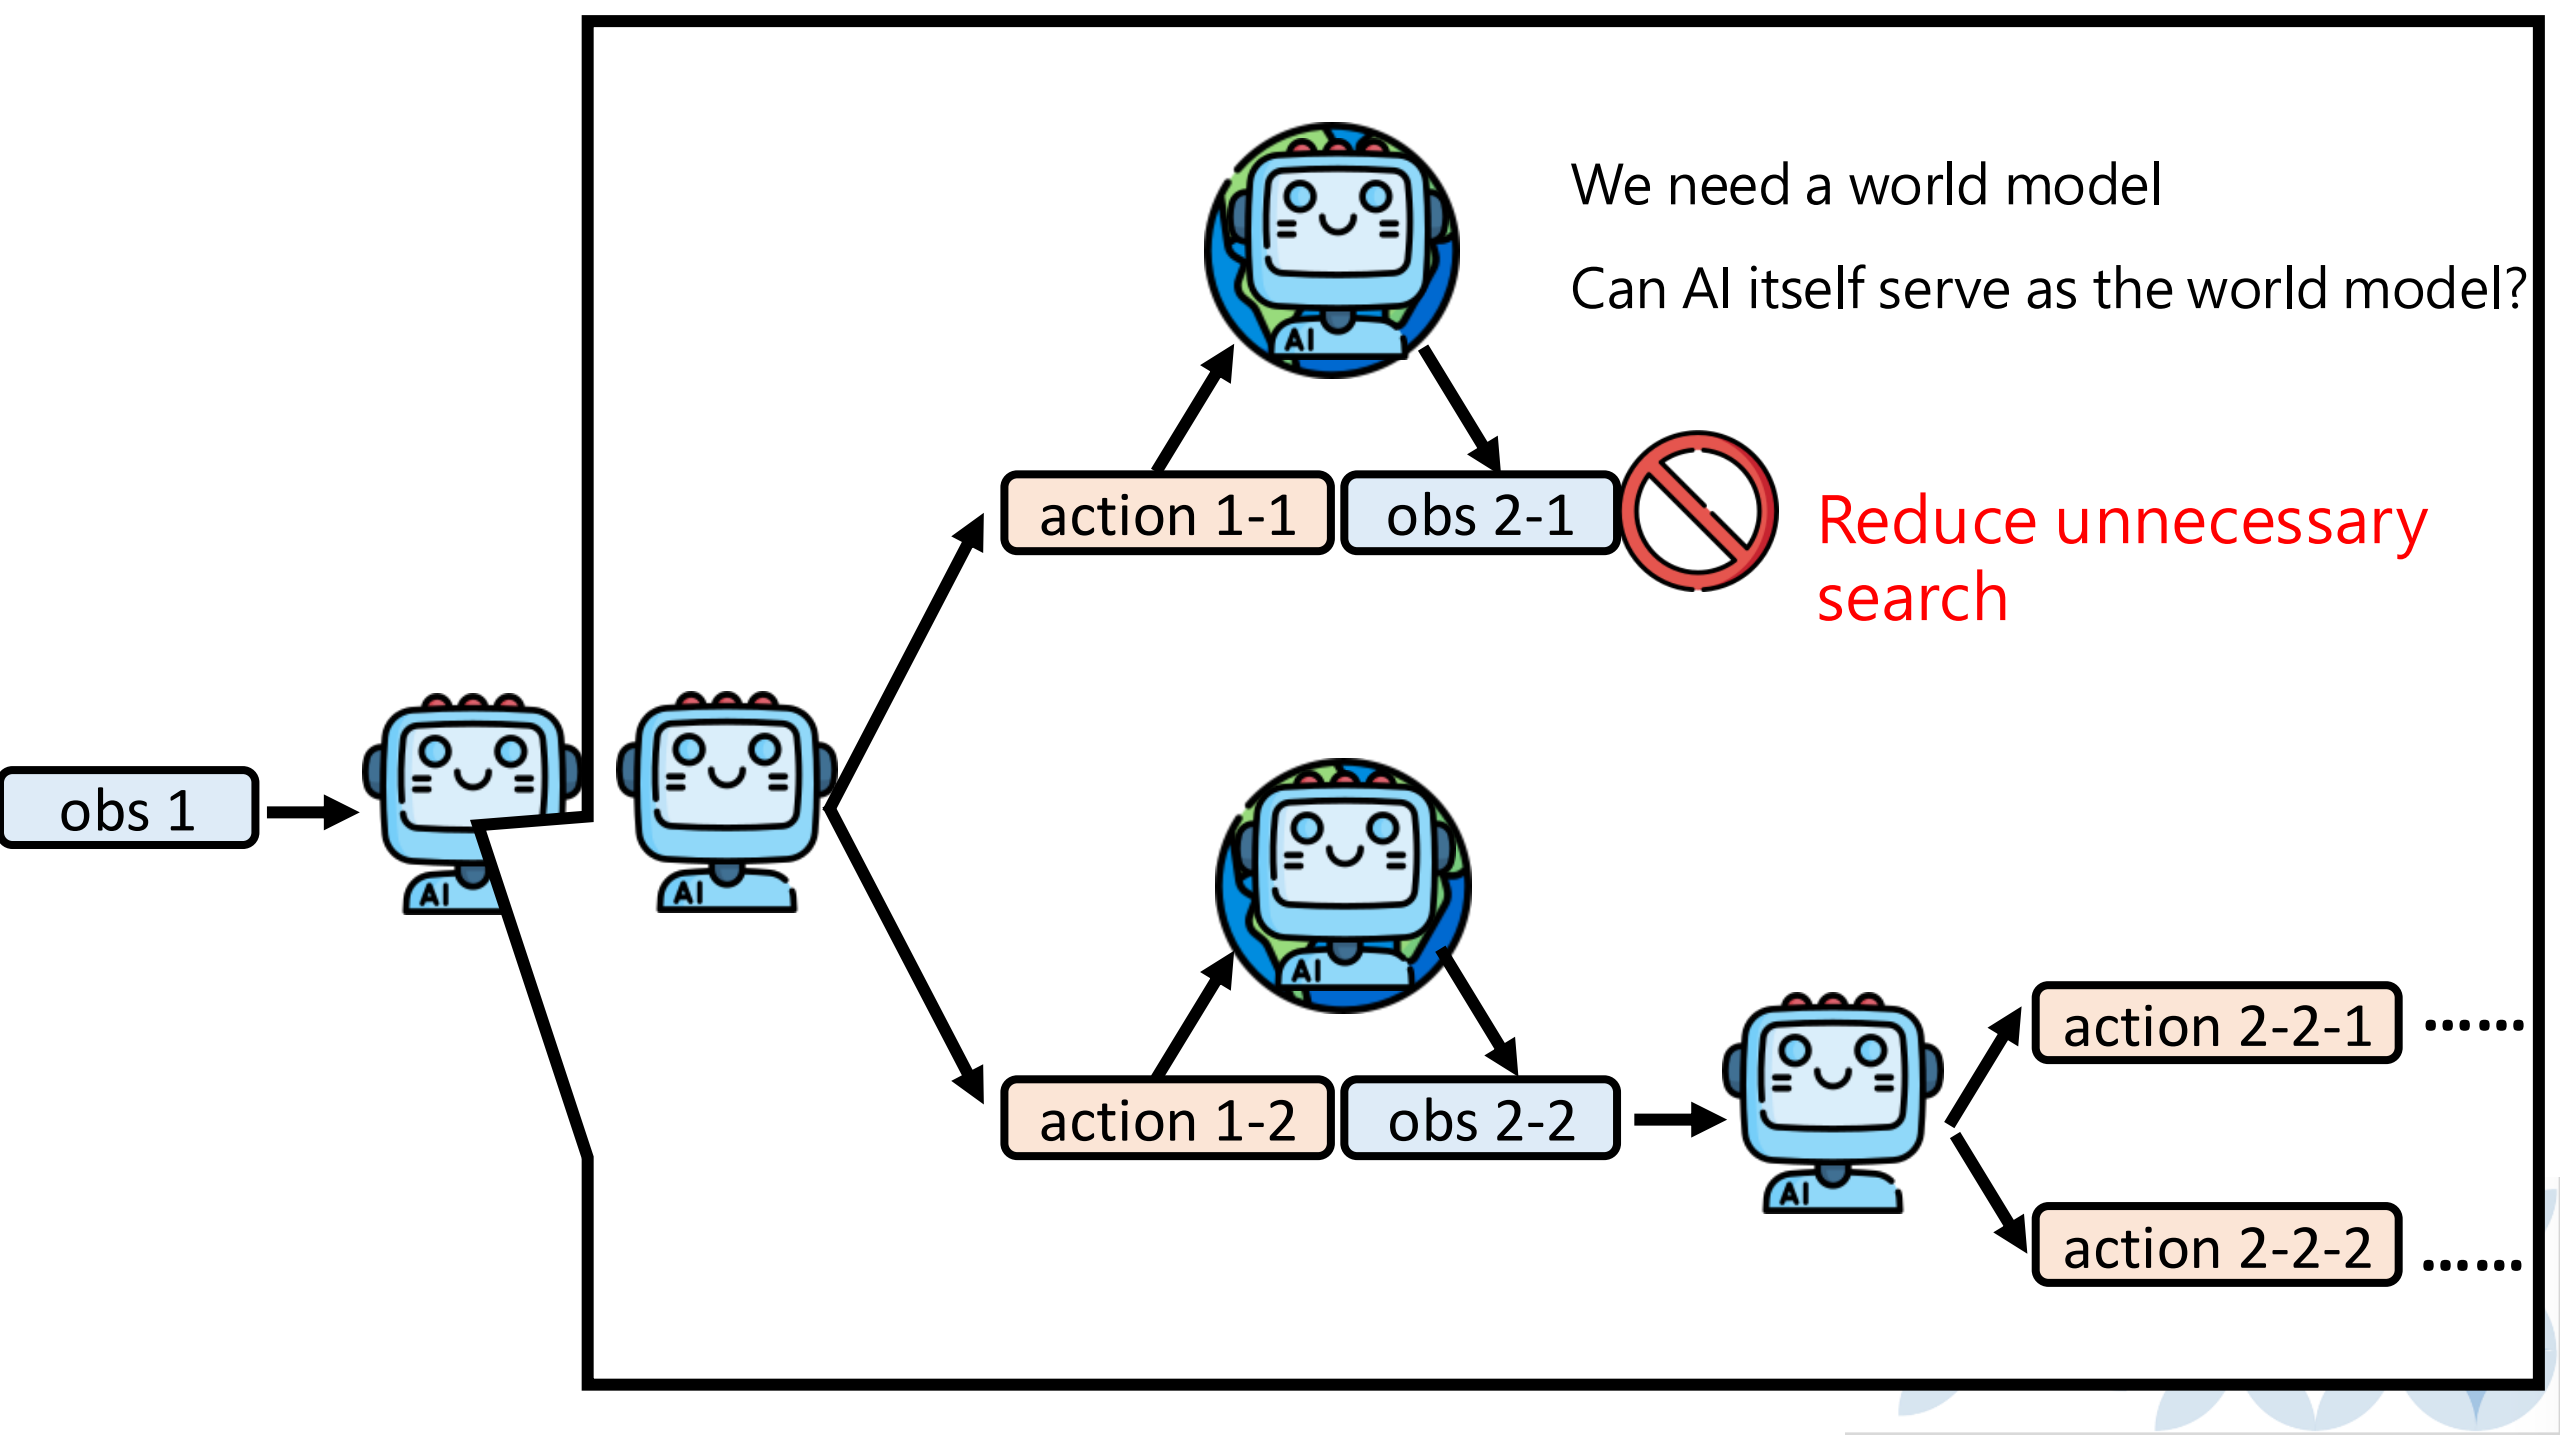 We need a world model
Can AI itself serve as the world model?
AI
action 1-1
obs 2-1
Reduce unnecessary
search
obs 1
AI
AI
AI
action 1-2
obs 2-2
AI
action 2-2-1
......
action 2-2-2
......